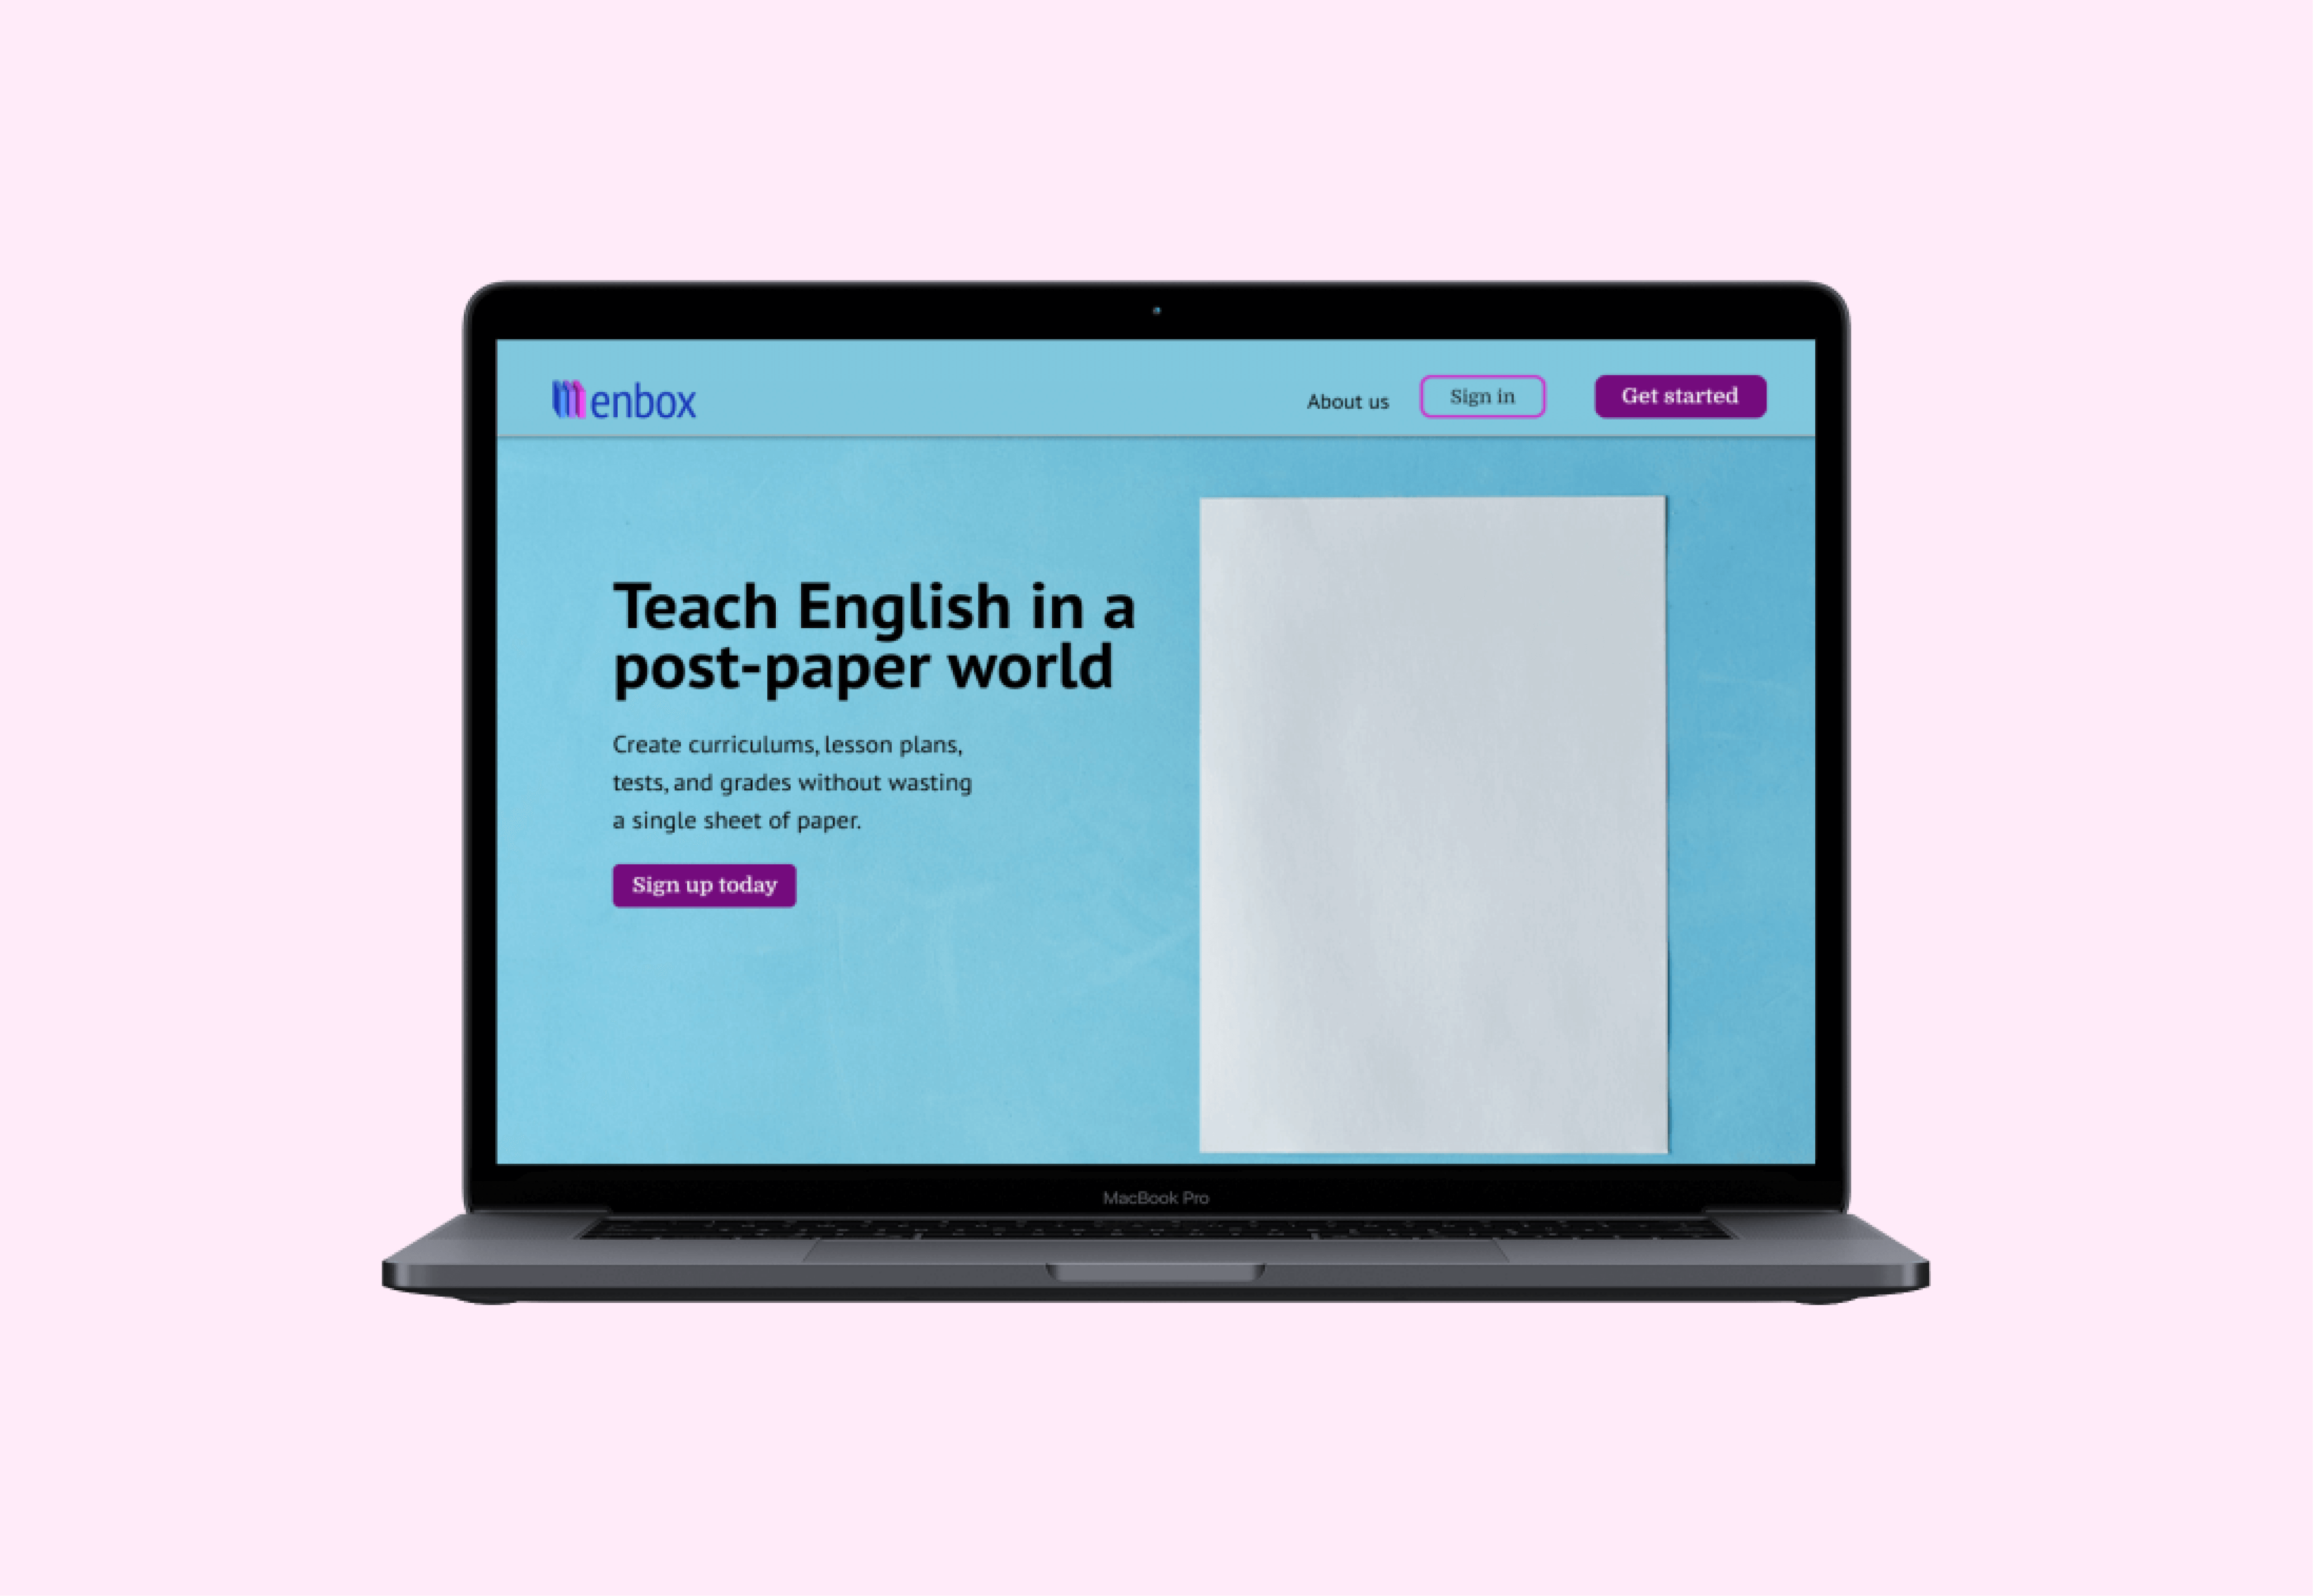 enbox
About us
Sign in
Get started
Teach English in a
post-paper world
Create curriculums, lesson plans,
tests, and grades without wasting
a single sheet of paper.
Sign up today
MacBook Pro